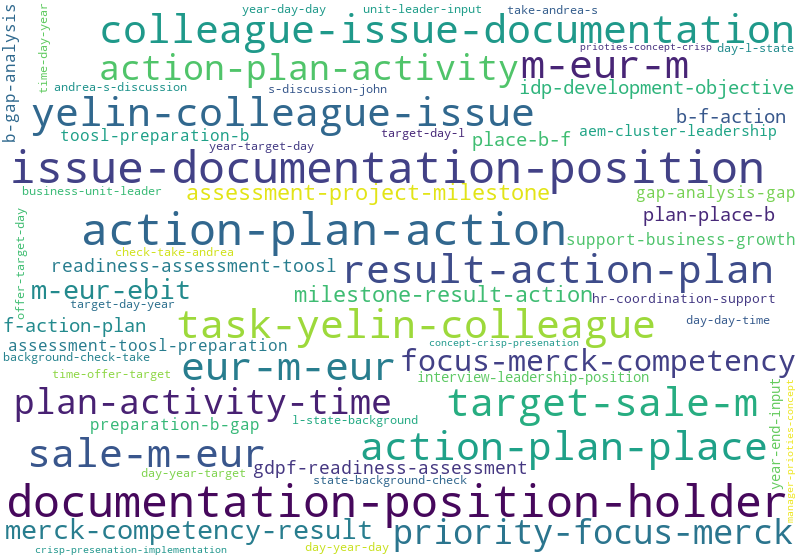 year-day-day
unit-leader-input
take-andrea-s
colleague-issue-documentation
b-gap-analysis
time-day-year
prioties-concept-crisp
day-l-state
action-plan-activity
m-eur-m
andrea-s-discussion
s-discussion-john
idp-development-objective
yelin-colleague-issue
b-f-action
toosl-preparation-b
target-day-l
place-b-f
aem-cluster-leadership
year-target-day
issue-documentation-position
business-unit-leader
assessment-project-milestone
gap-analysis-gap
offer-target-day
action-plan-action
plan-place-b
support-business-growth
check-take-andrea
readiness-assessment-toosl
result-action-plan
m-eur-ebit
milestone-result-action
hr-coordination-support
target-day-year
f-action-plan
task-yelin-colleague
day-day-time
assessment-toosl-preparation
concept-crisp-presenation
background-check-take
eur-m-eur
focus-merck-competency
time-offer-target
interview-leadership-position
year-end-input
manager-prioties-concept
plan-activity-time
target-sale-m
preparation-b-gap
l-state-background
sale-m-eur
action-plan-place
day-year-target
gdpf-readiness-assessment
state-background-check
documentation-position-holder
merck-competency-result
priority-focus-merck
crisp-presenation-implementation
day-year-day